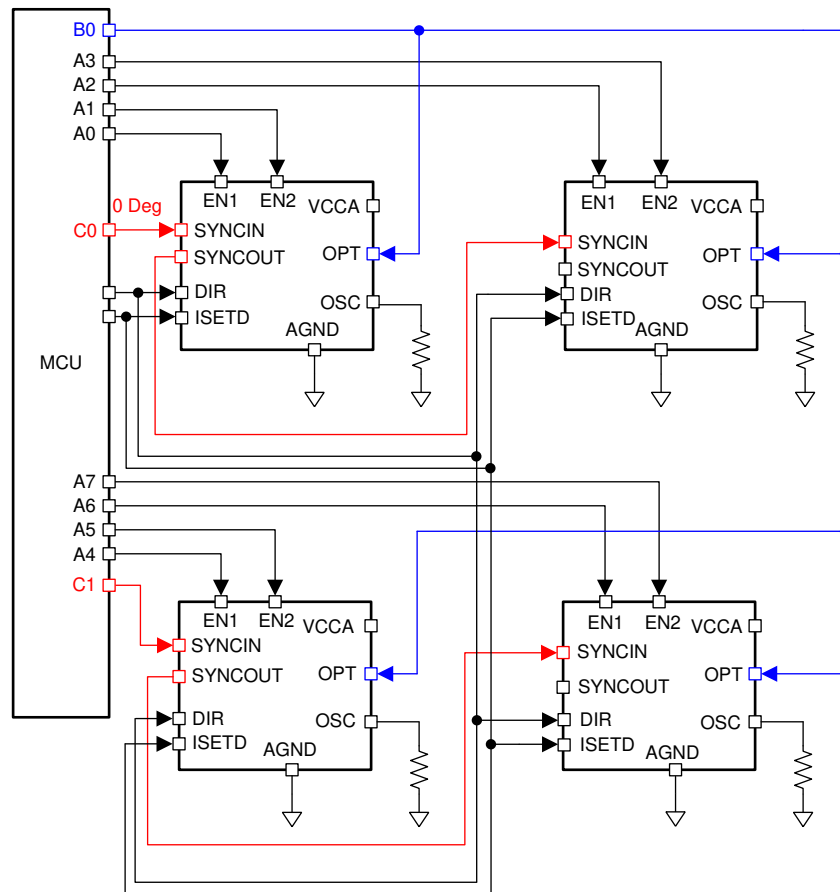 B0
A3
A2
A1
A0
0 Deg
C0
MCU
A7
A6
A5
A4
C1
EN1 EN2
VCCA
SYNCIN
SYNCOUT
OPT
DIR
OSC
ISETD
AGND
EN1 EN2
VCCA
SYNCIN
SYNCOUT
OPT
DIR
OSC
ISETD
AGND
EN1 EN2
VCCA
SYNCIN
SYNCOUT
OPT
DIR
OSC
ISETD
AGND
EN1 EN2
VCCA
SYNCIN
SYNCOUT
OPT
DIR
OSC
ISETD
AGND